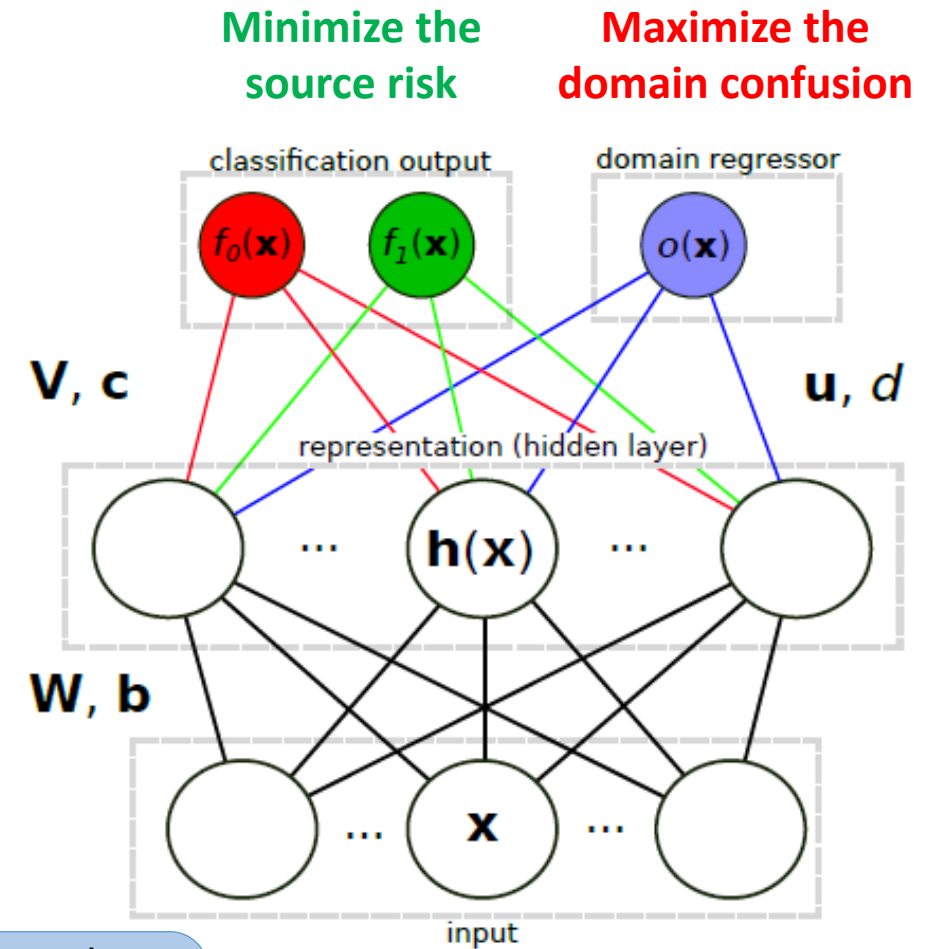 Minimize the
source risk
Maximize the
domain confusion
classification output
domain regressor
f₀(x)
f₁(x)
o(x)
V, c
u, d
representation (hidden layer)
...
h(x)
...
W, b
...
x
...
input